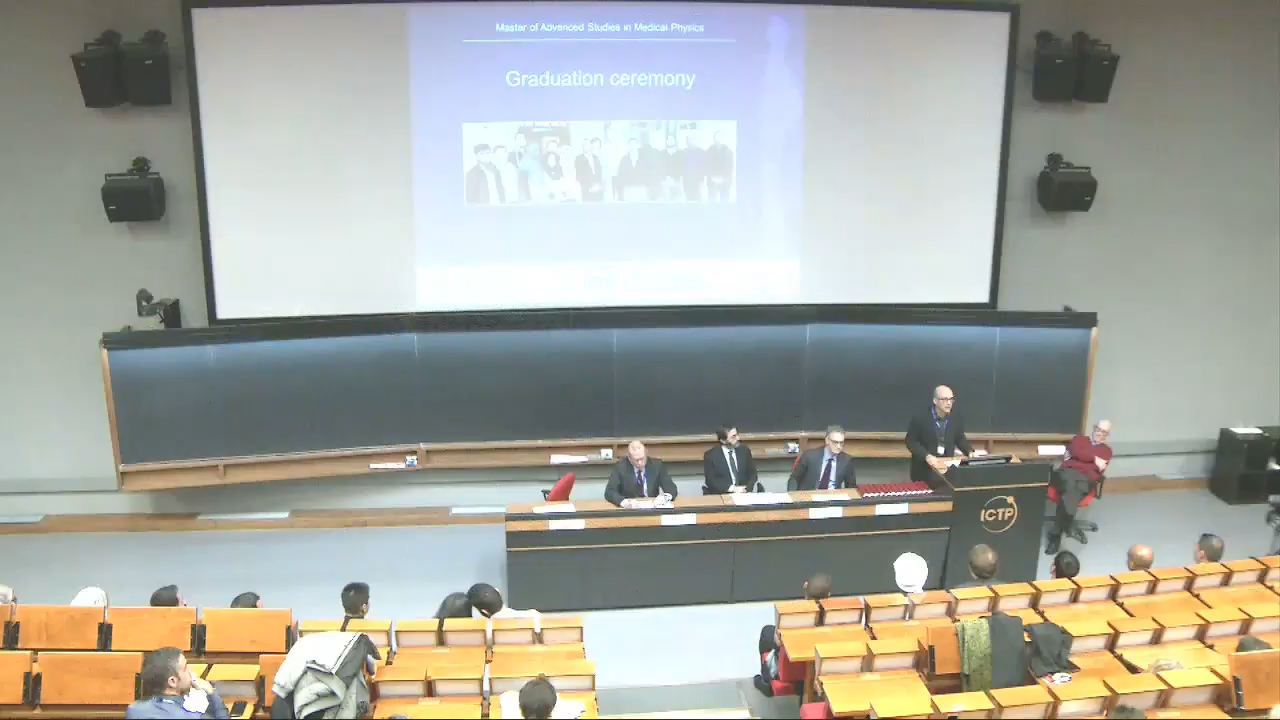 Master of Advanced Studies in Medical Physics
Graduation ceremony
ICTP